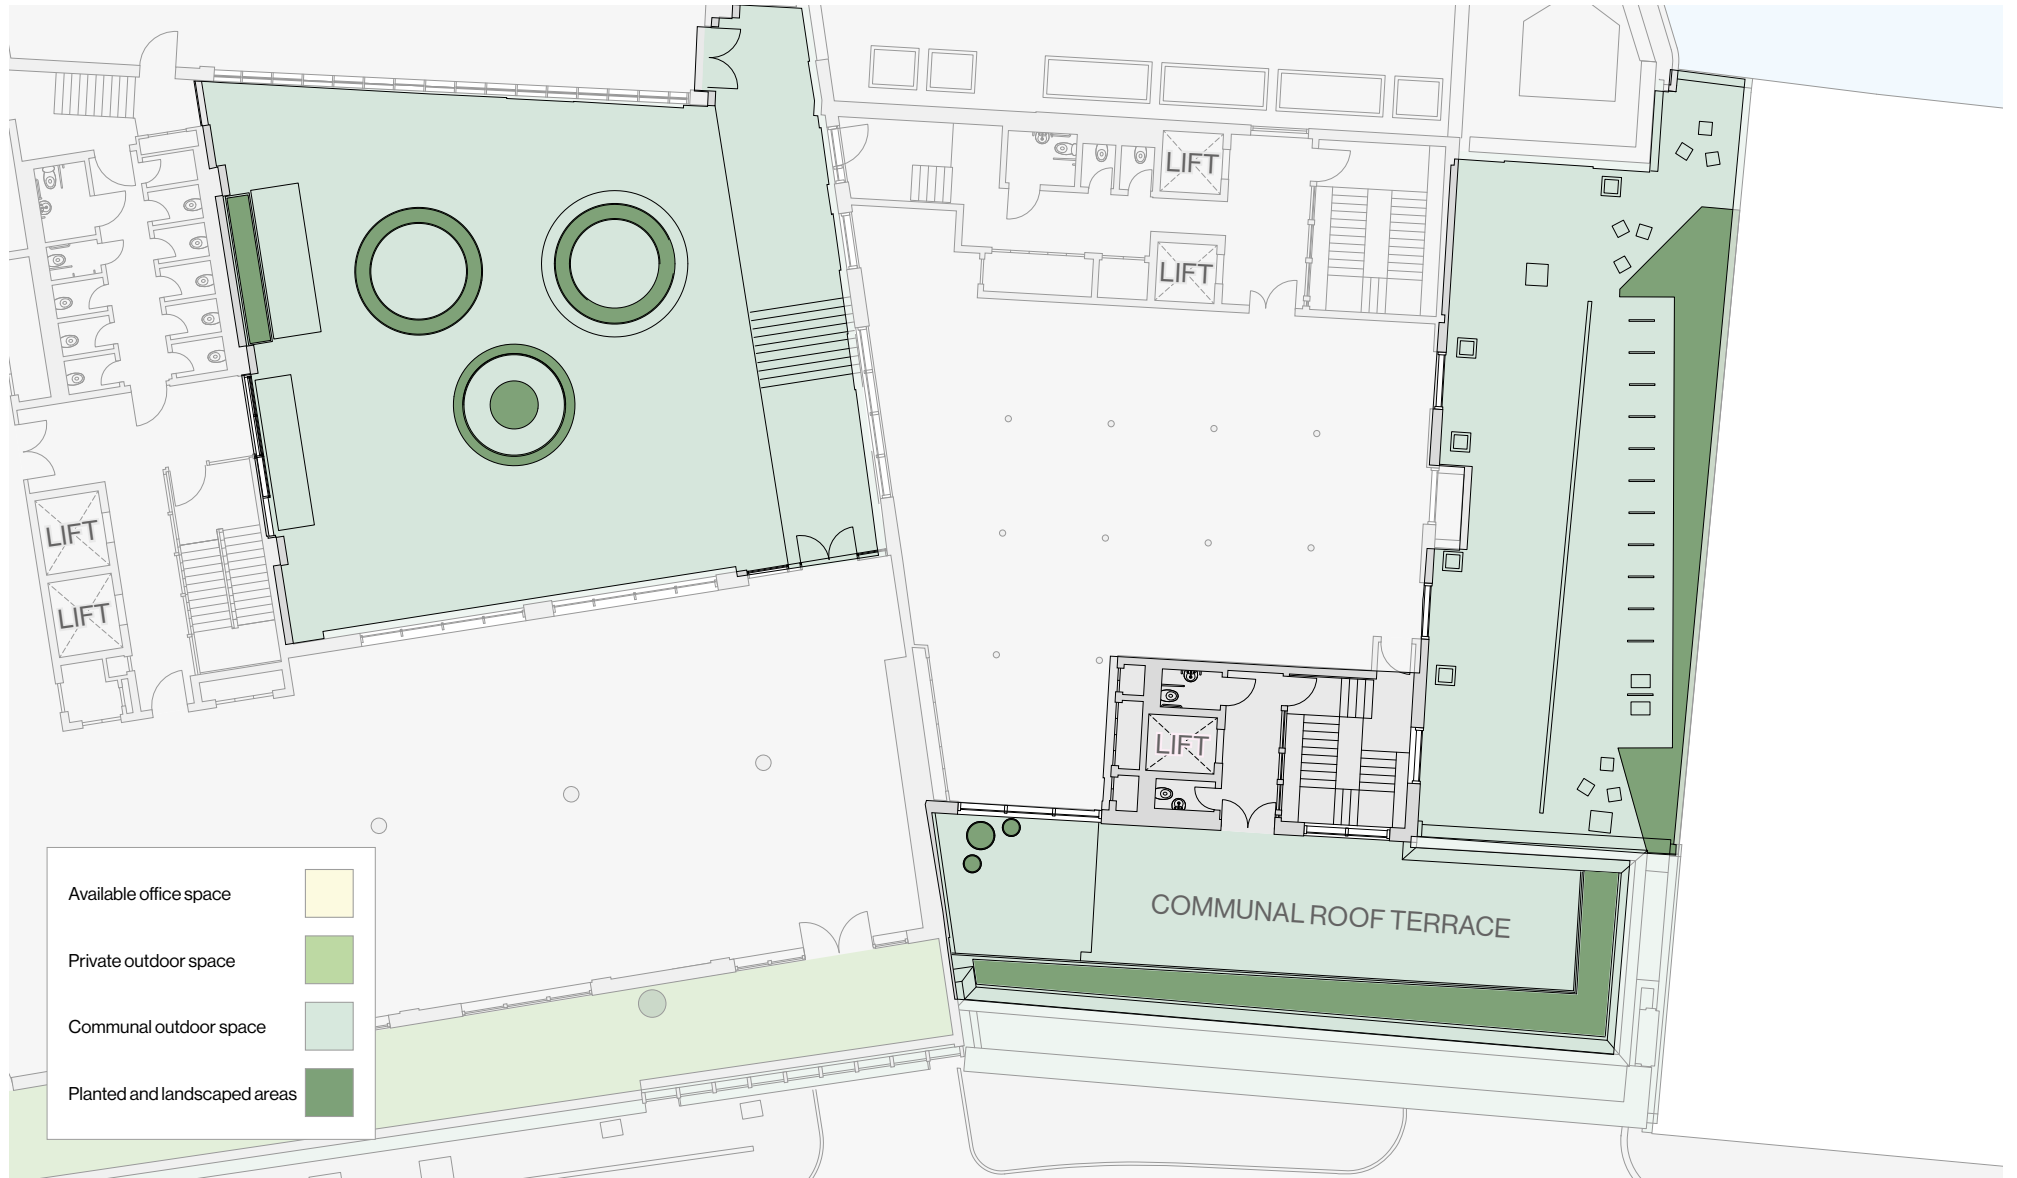 LIFT
LIFT
LIFT
LIFT
LIFT
COMMUNAL ROOF TERRACE
Available office space
Private outdoor space
Communal outdoor space
Planted and landscaped areas